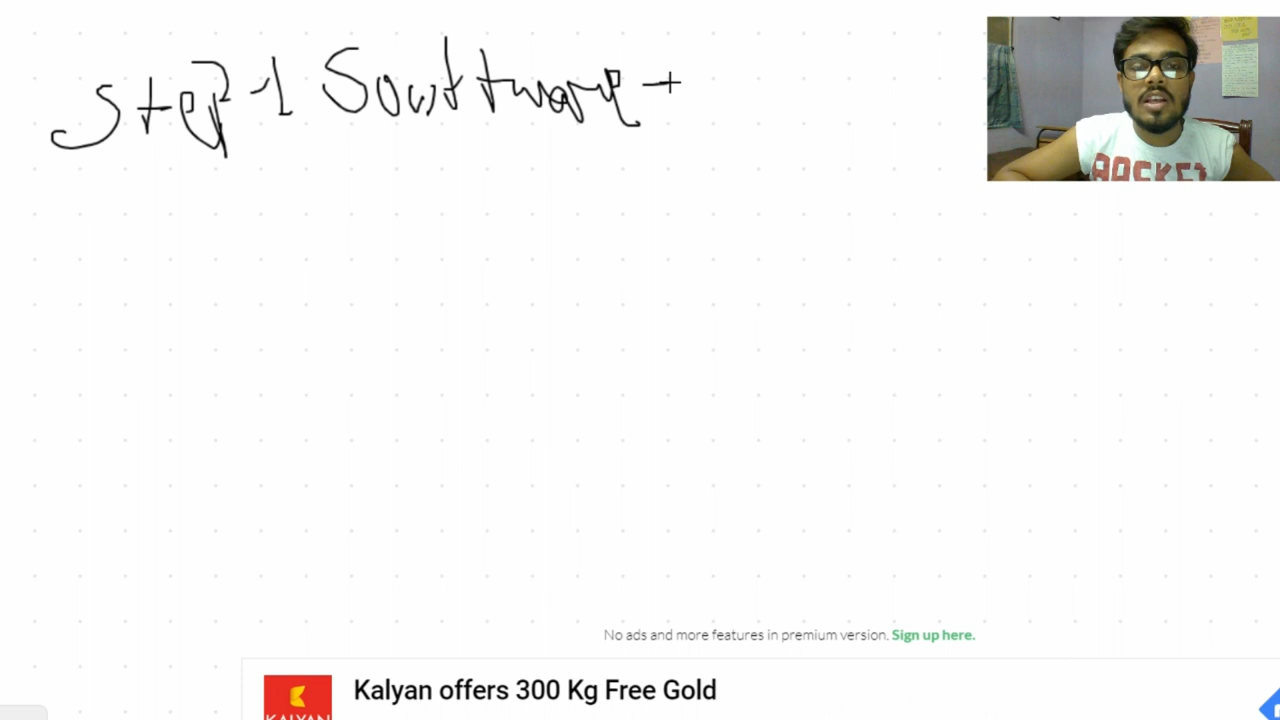 Step-1 Softtware +
No ads and more features in premium version. Sign up here.
Kalyan offers 300 Kg Free Gold
KALYAN